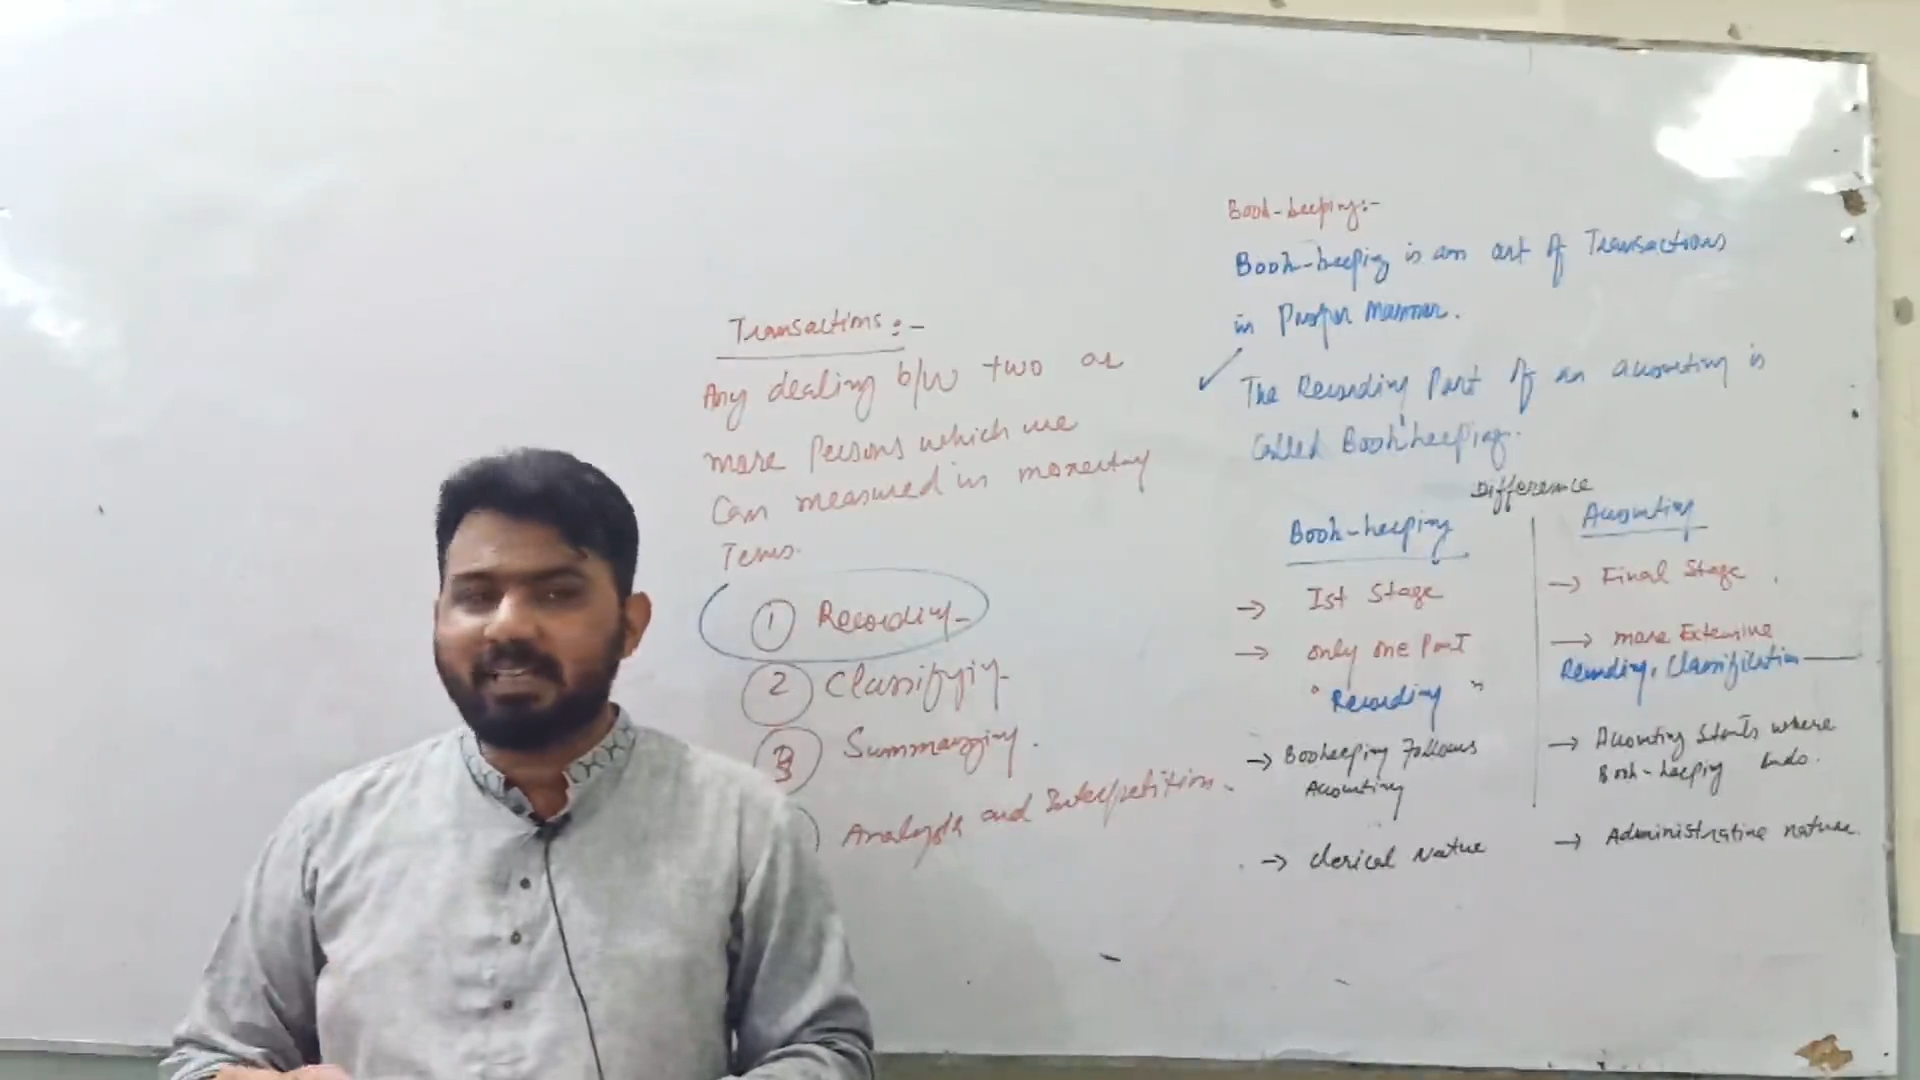 Transactions:-
Any dealing b/w two or
more Persons which we
Can measured in monetary
Terms.
1 Recording
2 Classifying
3 Summarizing.
Analysis and Interpretition.
Book-keeping:-
Book-keeping is an art of Transactions
in Proper Manner.
The Recording Part of an accounting is
Called Book keeping.
Difference
Book-keeping
→ Ist Stage
→ only one Part
" Recording "
→ Bookeeping Follows
Accounting
→ clerical Nature
Accounting
→ Final Stage
→ more Extensive
Recording, Classification
→ Accounting Starts where
Book-keeping Ends.
→ Administrative nature.